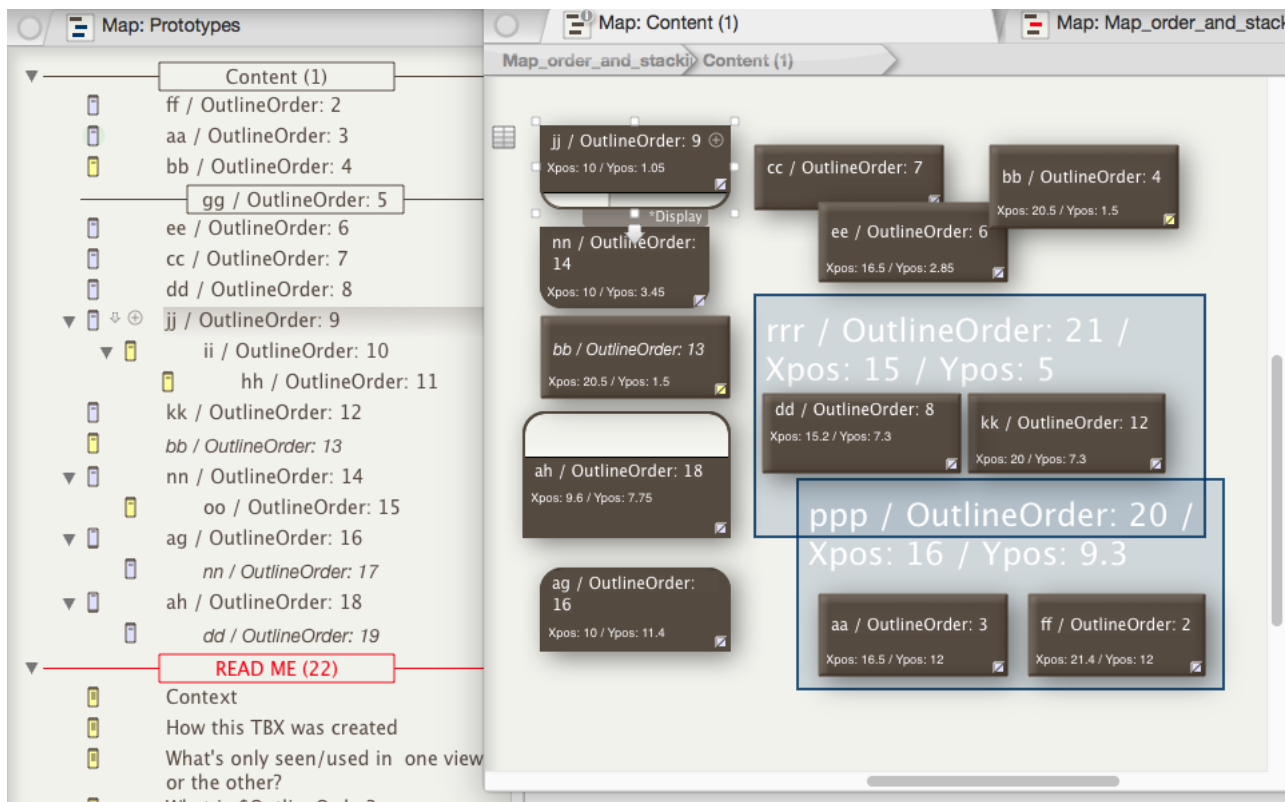 Map: Prototypes
Content (1)
ff / OutlineOrder: 2
aa / OutlineOrder: 3
bb / OutlineOrder: 4
gg / OutlineOrder: 5
ee / OutlineOrder: 6
cc / OutlineOrder: 7
dd / OutlineOrder: 8
jj / OutlineOrder: 9
ii / OutlineOrder: 10
hh / OutlineOrder: 11
kk / OutlineOrder: 12
bb / OutlineOrder: 13
nn / OutlineOrder: 14
oo / OutlineOrder: 15
ag / OutlineOrder: 16
nn / OutlineOrder: 17
ah / OutlineOrder: 18
dd / OutlineOrder: 19
READ ME (22)
Context
How this TBX was created
What's only seen/used in one view
or the other?
Map: Content (1)
Map: Map_order_and_stack
Map_order_and_stacki
Content (1)
jj / OutlineOrder: 9
Xpos: 10 / Ypos: 1.05
*Display
nn / OutlineOrder:
14
Xpos: 10 / Ypos: 3.45
bb / OutlineOrder: 13
Xpos: 20.5 / Ypos: 1.5
ah / OutlineOrder: 18
Xpos: 9.6 / Ypos: 7.75
ag / OutlineOrder:
16
Xpos: 10 / Ypos: 11.4
cc / OutlineOrder: 7
bb / OutlineOrder: 4
Xpos: 20.5 / Ypos: 1.5
ee / OutlineOrder: 6
Xpos: 16.5 / Ypos: 2.85
rrr / OutlineOrder: 21 /
Xpos: 15 / Ypos: 5
dd / OutlineOrder: 8
Xpos: 15.2 / Ypos: 7.3
kk / OutlineOrder: 12
Xpos: 20 / Ypos: 7.3
ppp / OutlineOrder: 20 /
Xpos: 16 / Ypos: 9.3
aa / OutlineOrder: 3
Xpos: 16.5 / Ypos: 12
ff / OutlineOrder: 2
Xpos: 21.4 / Ypos: 12